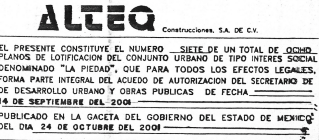 ALTEQ
Construcciones, S.A. DE C.V.
EL PRESENTE CONSTITUYE EL NUMERO SIETE DE UN TOTAL DE OCHO
PLANOS DE LOTIFICACION DEL CONJUNTO URBANO DE TIPO INTERES SOCIAL
DENOMINADO "LA PIEDAD", QUE PARA TODOS LOS EFECTOS LEGALES,
FORMA PARTE INTEGRAL DEL ACUEDO DE AUTORIZACION DEL SECRETARIO DE
DE DESARROLLO URBANO Y OBRAS PUBLICAS DE FECHA
14 DE SEPTIEMBRE DEL 2001
PUBLICADO EN LA GACETA DEL GOBIERNO DEL ESTADO DE MEXICO,
DEL DIA 24 DE OCTUBRE DEL 2001